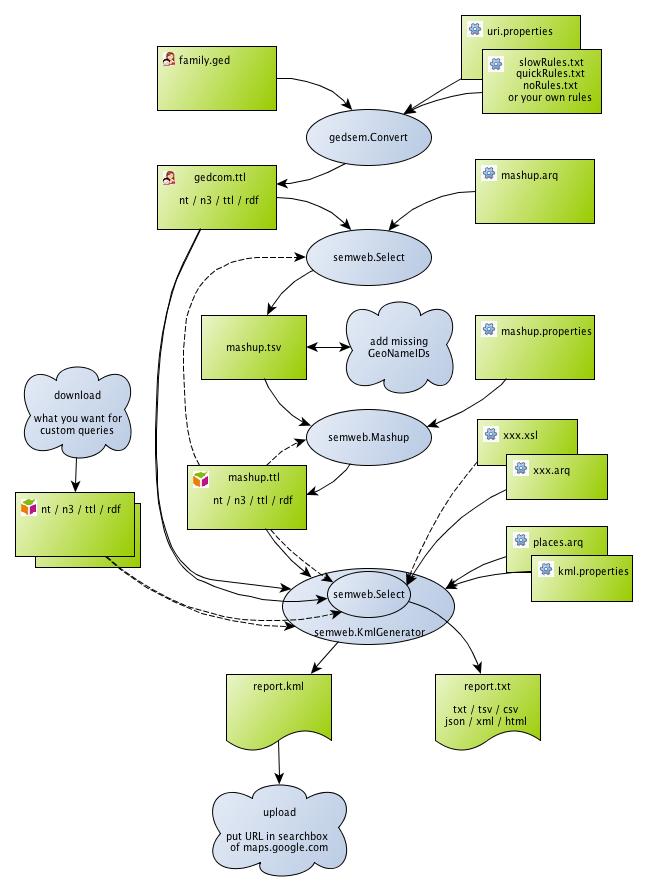 family.ged
uri.properties
slowRules.txt
quickRules.txt
noRules.txt
or your own rules
gedsem.Convert
gedcom.ttl
nt / n3 / ttl / rdf
mashup.arq
semweb.Select
mashup.tsv
add missing
GeoNameIDs
mashup.properties
download
what you want for
custom queries
semweb.Mashup
xxx.xsl
xxx.arq
mashup.ttl
nt / n3 / ttl / rdf
nt / n3 / ttl / rdf
places.arq
kml.properties
semweb.Select
semweb.KmlGenerator
report.kml
report.txt
txt / tsv / csv
json / xml / html
upload
put URL in searchbox
of maps.google.com